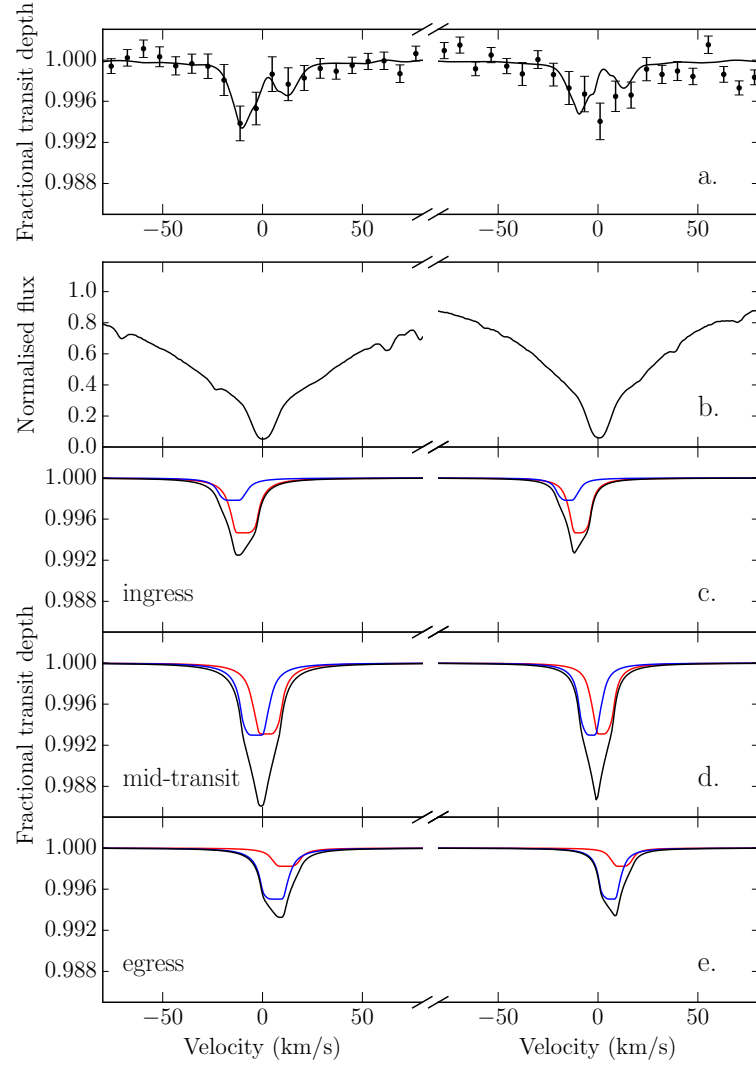 Fractional transit depth
1.000
0.996
0.992
0.988
a.
−50 0 50 −50 0 50
Normalised flux
1.0
0.8
0.6
0.4
0.2
0.0
b.
1.000
0.996
0.992
0.988
ingress
c.
Fractional transit depth
1.000
0.996
0.992
0.988
mid-transit
d.
1.000
0.996
0.992
0.988
egress
e.
−50 0 50 −50 0 50
Velocity (km/s) Velocity (km/s)